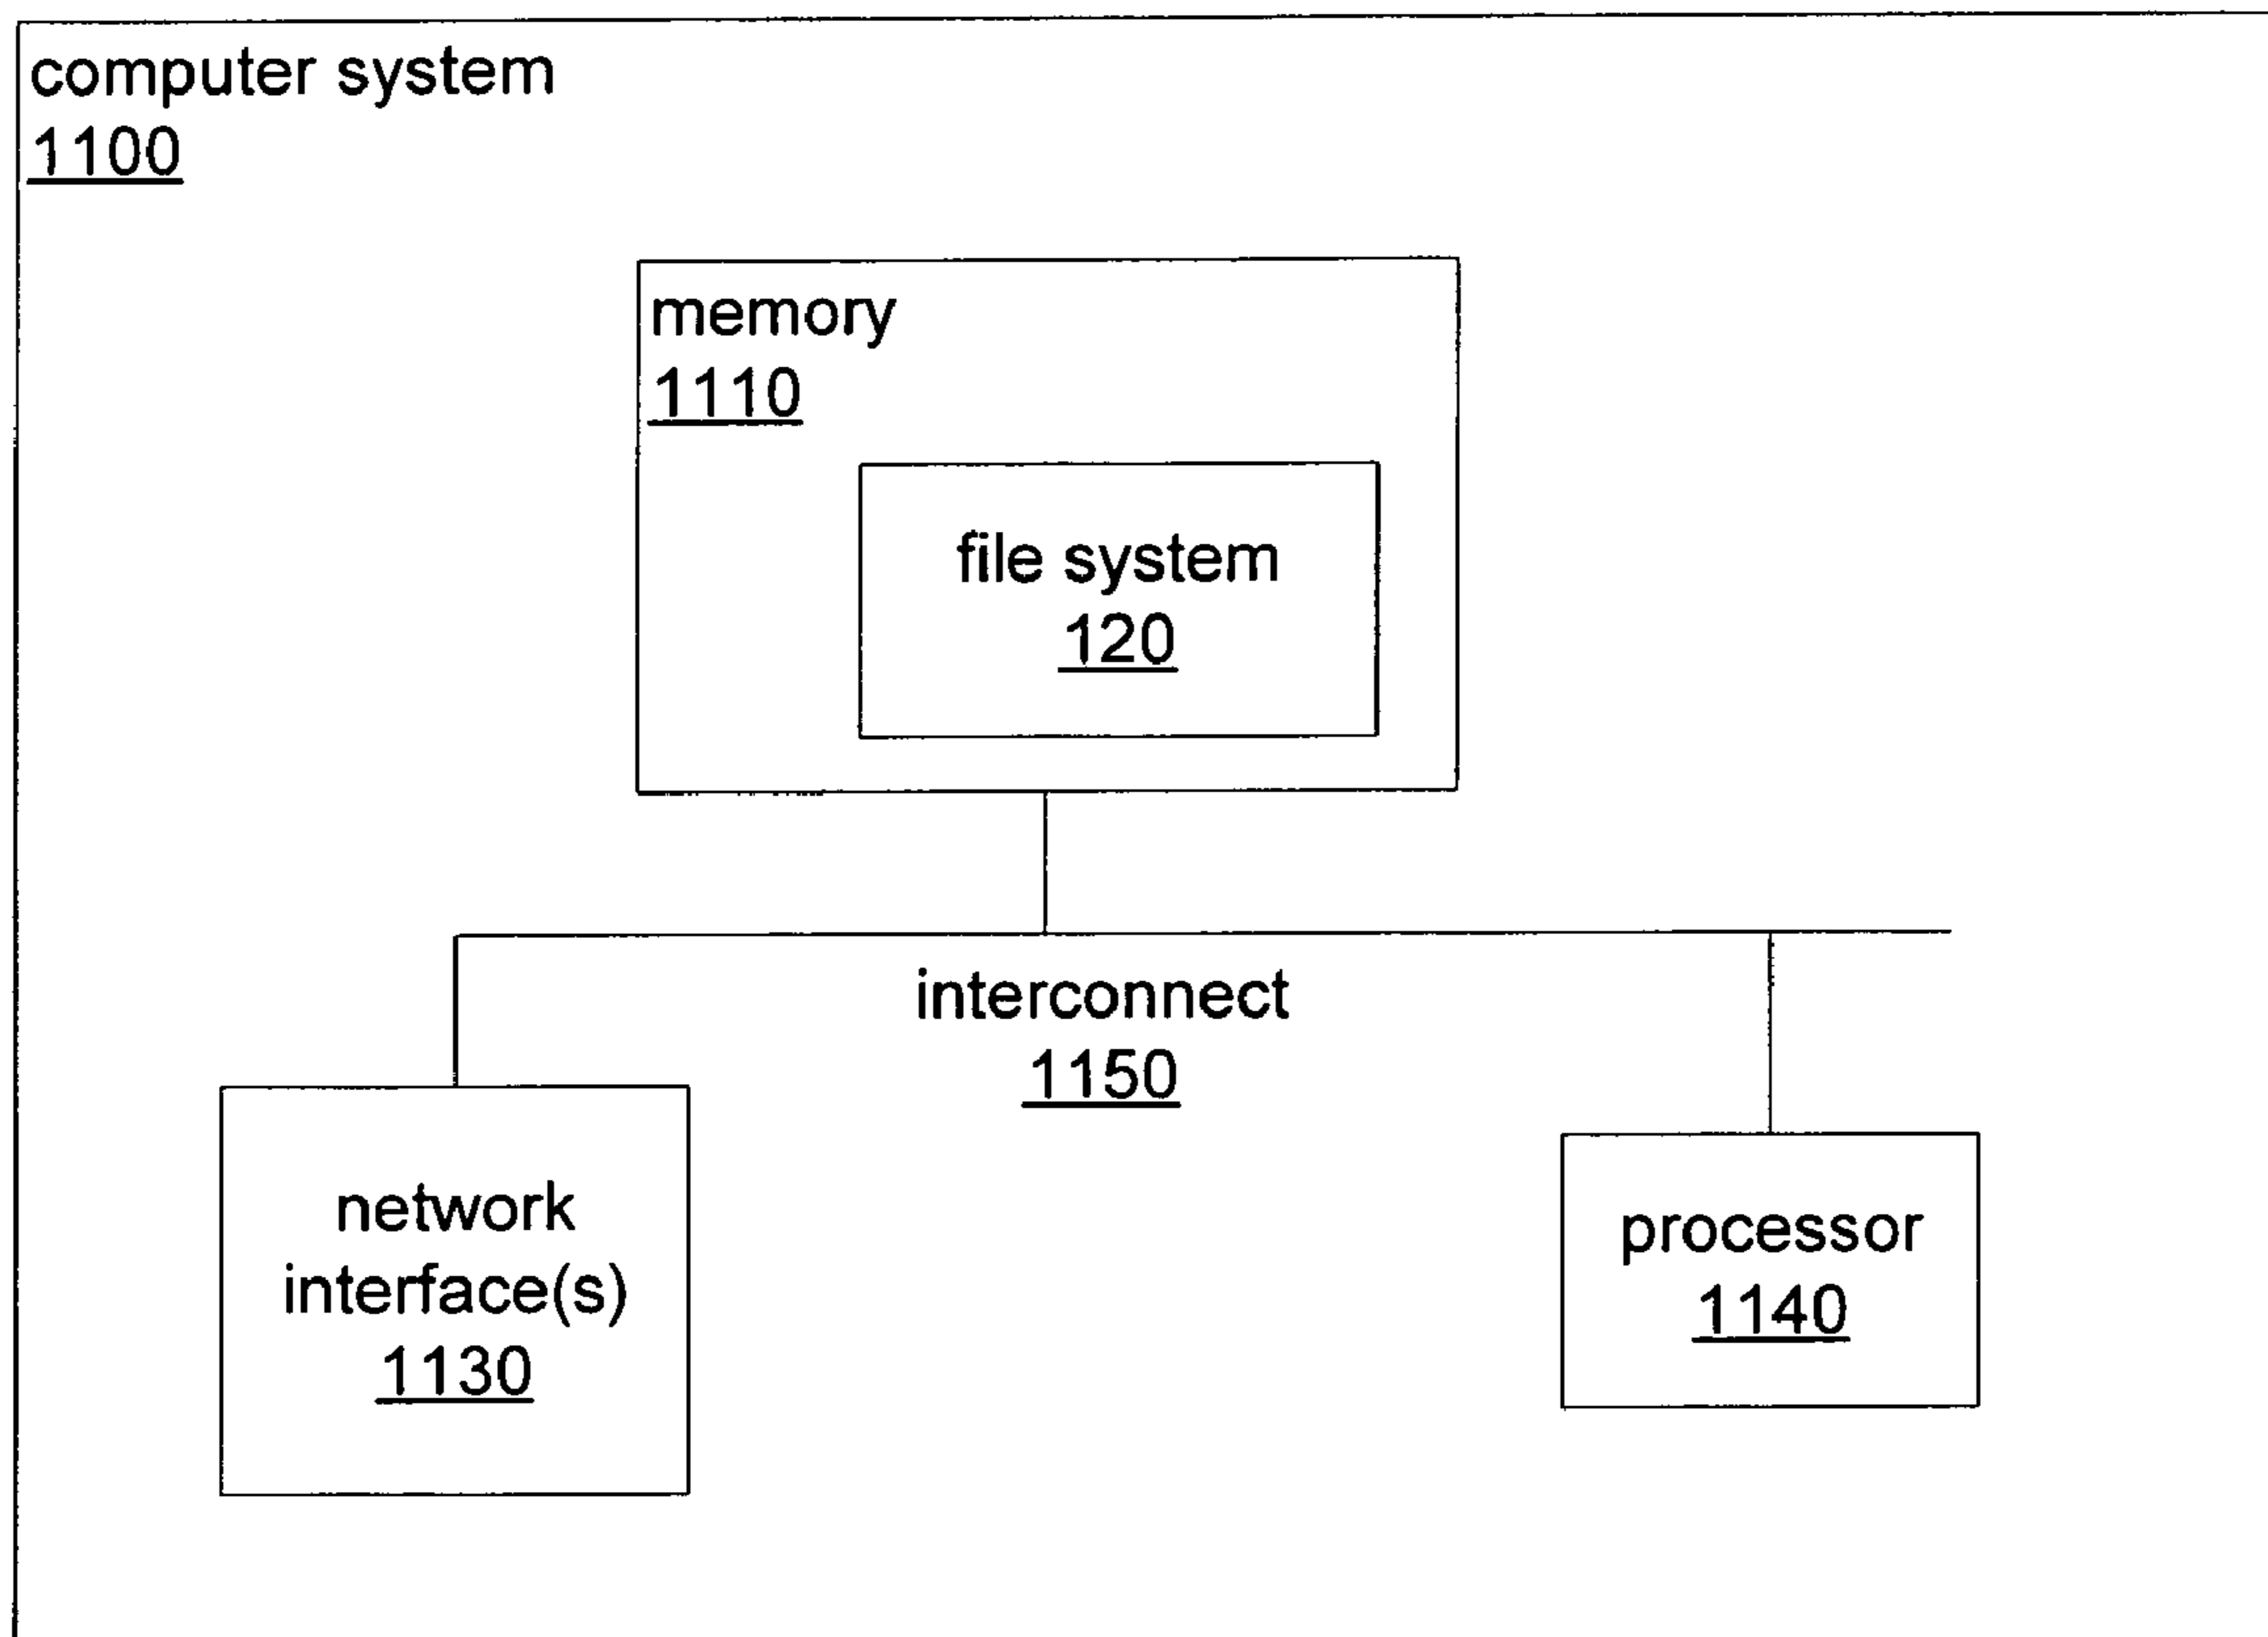 computer system
1100
memory
1110
file system
120
interconnect
1150
network
interface(s)
1130
processor
1140